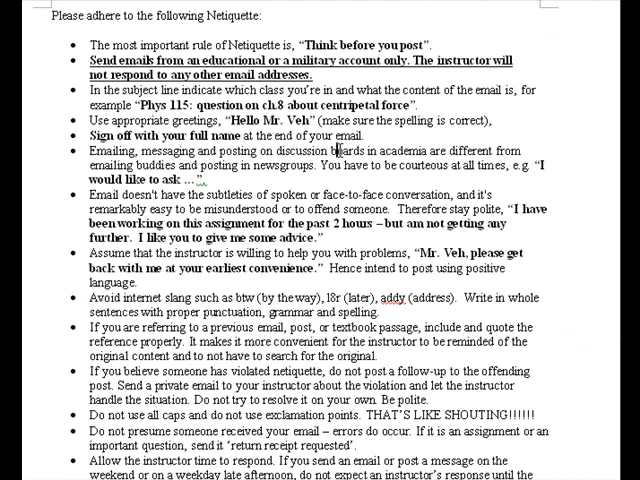 Please adhere to the following Netiquette:
The most important rule of Netiquette is, “Think before you post”.
Send emails from an educational or a military account only. The instructor will
not respond to any other email addresses.
In the subject line indicate which class you’re in and what the content of the email is, for
example “Phys 115: question on ch.8 about centripetal force”.
Use appropriate greetings, “Hello Mr. Veh” (make sure the spelling is correct),
Sign off with your full name at the end of your email.
Emailing, messaging and posting on discussion boards in academia are different from
emailing buddies and posting in newsgroups. You have to be courteous at all times, e.g. “I
would like to ask …”,
Email doesn't have the subtleties of spoken or face-to-face conversation, and it's
remarkably easy to be misunderstood or to offend someone. Therefore stay polite, “I have
been working on this assignment for the past 2 hours – but am not getting any
further. I like you to give me some advice.”
Assume that the instructor is willing to help you with problems, “Mr. Veh, please get
back with me at your earliest convenience.” Hence intend to post using positive
language.
Avoid internet slang such as btw (by the way), l8r (later), addy (address). Write in whole
sentences with proper punctuation, grammar and spelling.
If you are referring to a previous email, post, or textbook passage, include and quote the
reference properly. It makes it more convenient for the instructor to be reminded of the
original content and to not have to search for the original.
If you believe someone has violated netiquette, do not post a follow-up to the offending
post. Send a private email to your instructor about the violation and let the instructor
handle the situation. Do not try to resolve it on your own. Be polite.
Do not use all caps and do not use exclamation points. THAT’S LIKE SHOUTING!!!!!!
Do not presume someone received your email – errors do occur. If it is an assignment or an
important question, send it ‘return receipt requested’.
Allow the instructor time to respond. If you send an email or post a message on the
weekend or on a weekday late afternoon, do not expect an instructor’s response until the